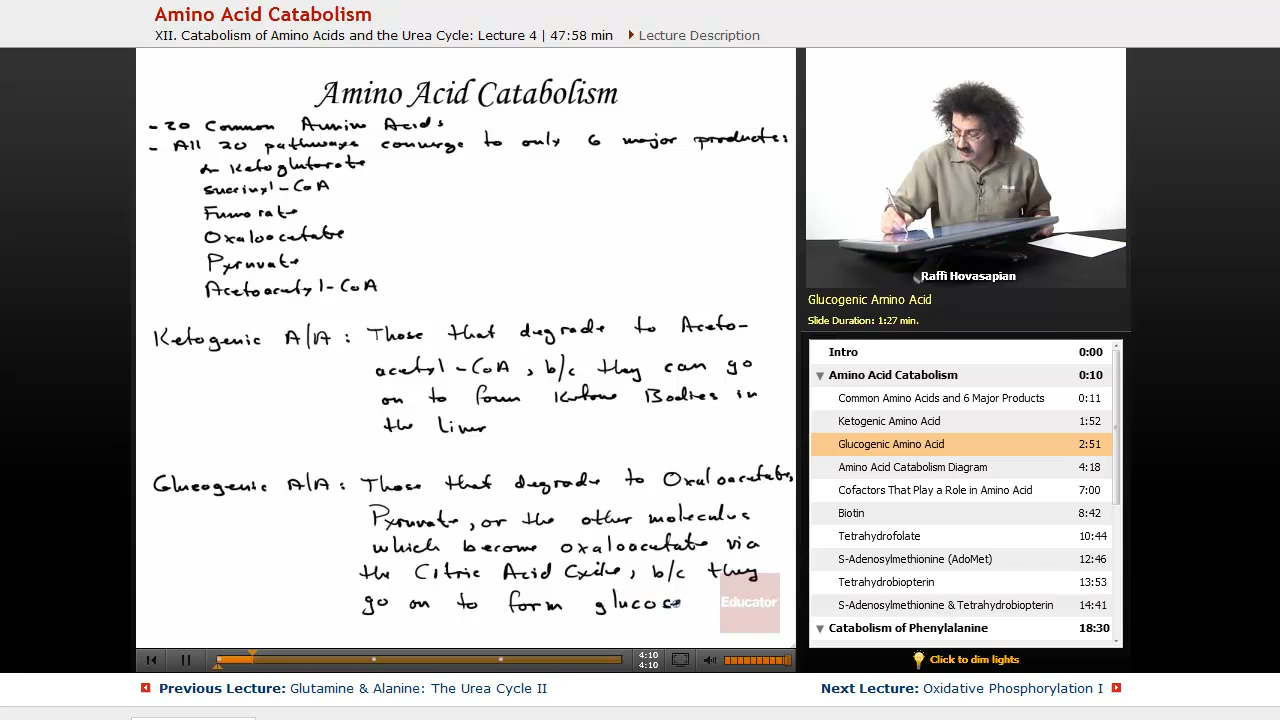 Amino Acid Catabolism
XII. Catabolism of Amino Acids and the Urea Cycle: Lecture 4 | 47:58 min Lecture Description
Amino Acid Catabolism
- 20 Common Amino Acids
- All 20 pathways converge to only 6 major products:
α Ketoglutarate
Succinyl-CoA
Fumarate
Oxaloacetate
Pyruvate
Acetoacetyl-CoA
Ketogenic A/A: Those that degrade to Aceto-
acetyl-CoA, b/c they can go
on to form Ketone Bodies in
the Liver
Glucogenic A/A: Those that degrade to Oxaloacetate,
Pyruvate, or the other molecules
which become oxaloacetate via
the Citric Acid Cycle, b/c they
go on to form glucose
Educator
Raffi Hovasapian
Glucogenic Amino Acid
Slide Duration: 1:27 min.
Intro 0:00
Amino Acid Catabolism 0:10
Common Amino Acids and 6 Major Products 0:11
Ketogenic Amino Acid 1:52
Glucogenic Amino Acid 2:51
Amino Acid Catabolism Diagram 4:18
Cofactors That Play a Role in Amino Acid 7:00
Biotin 8:42
Tetrahydrofolate 10:44
S-Adenosylmethionine (AdoMet) 12:46
Tetrahydrobiopterin 13:53
S-Adenosylmethionine & Tetrahydrobiopterin 14:41
Catabolism of Phenylalanine 18:30
4:10
4:10
Click to dim lights
Previous Lecture: Glutamine & Alanine: The Urea Cycle II
Next Lecture: Oxidative Phosphorylation I